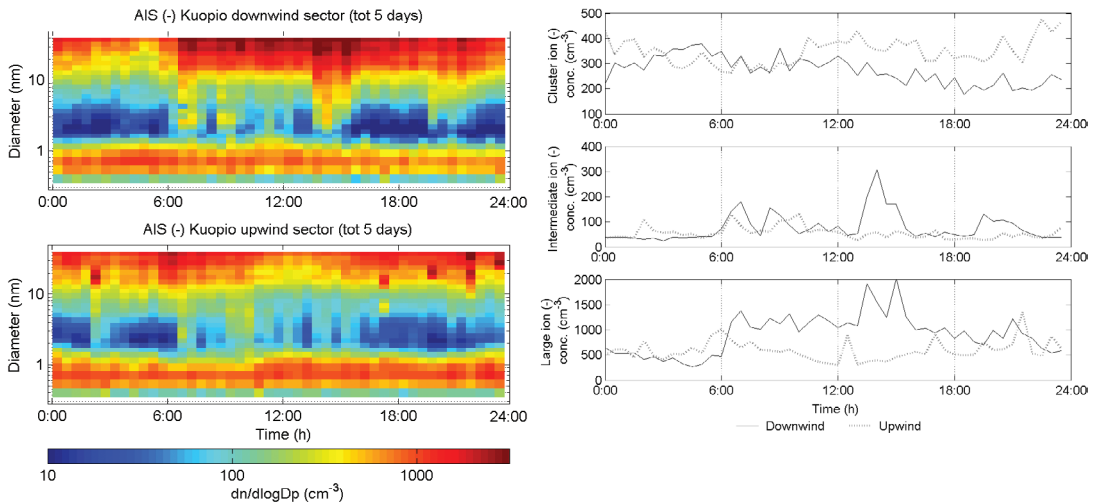 AIS (-) Kuopio downwind sector (tot 5 days)
Diameter (nm)
10
1
0:00 6:00 12:00 18:00 24:00
AIS (-) Kuopio upwind sector (tot 5 days)
Diameter (nm)
10
1
0:00 6:00 12:00 18:00 24:00
Time (h)
10 100 1000
dn/dlogDp (cm⁻³)
Cluster ion (-)
conc. (cm⁻³)
500
400
300
200
100
0:00 6:00 12:00 18:00 24:00
Intermediate ion (-)
conc. (cm⁻³)
400
300
200
100
0
0:00 6:00 12:00 18:00 24:00
Large ion (-)
conc. (cm⁻³)
2000
1500
1000
500
0
0:00 6:00 12:00 18:00 24:00
Time (h)
Downwind Upwind